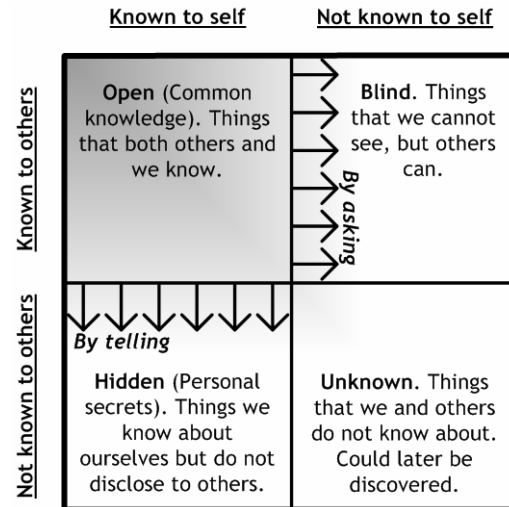 Known to self
Not known to self
Known to others
Open (Common
knowledge). Things
that both others and
we know.
Blind. Things
that we cannot
see, but others
can.
By asking
By telling
Not known to others
Hidden (Personal
secrets). Things we
know about
ourselves but do not
disclose to others.
Unknown. Things
that we and others
do not know about.
Could later be
discovered.